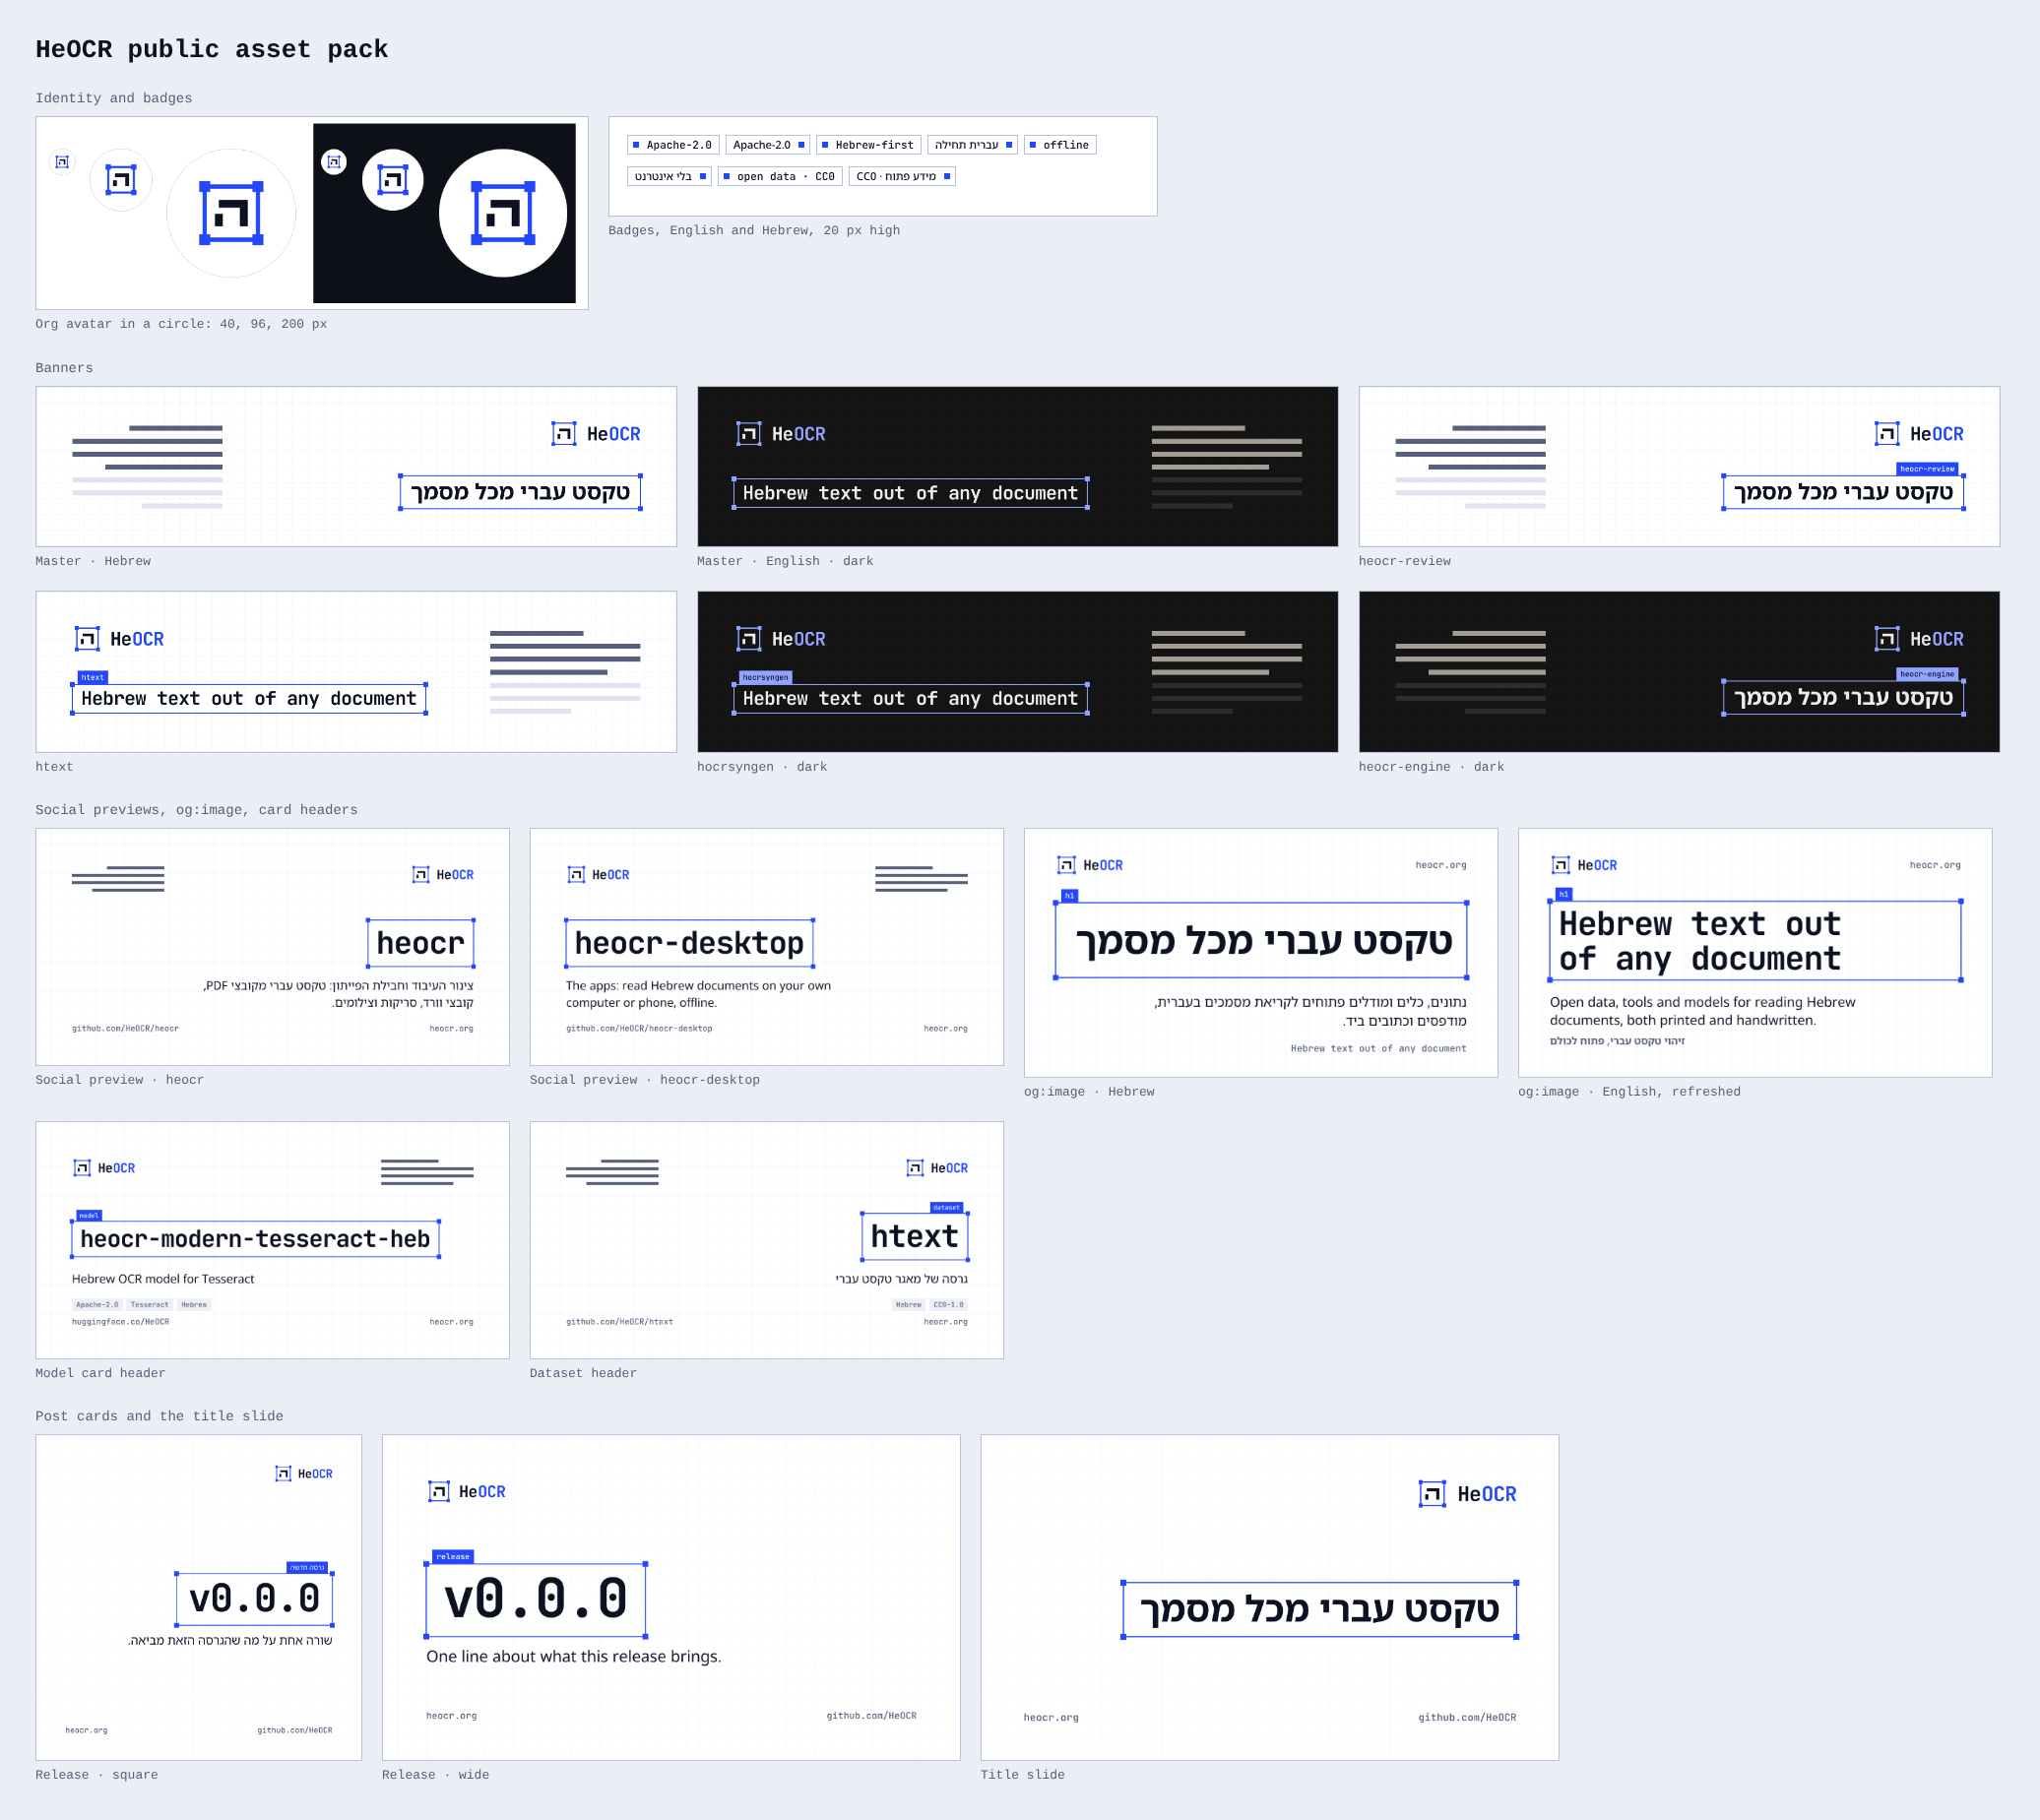 HeOCR public asset pack
Identity and badges
ה
ה
ה
ה
ה
ה
Apache-2.0
Apache-2.0
Hebrew-first
עברית תחילה
offline
בלי אינטרנט
open data · CC0
מידע פתוח · CC0
Badges, English and Hebrew, 20 px high
Org avatar in a circle: 40, 96, 200 px
Banners
ה HeOCR
טקסט עברי מכל מסמך
Master · Hebrew
ה HeOCR
Hebrew text out of any document
Master · English · dark
ה HeOCR
heocr-review
טקסט עברי מכל מסמך
heocr-review
ה HeOCR
htext
Hebrew text out of any document
htext
ה HeOCR
hocrsyngen
Hebrew text out of any document
hocrsyngen · dark
ה HeOCR
heocr-engine
טקסט עברי מכל מסמך
heocr-engine · dark
Social previews, og:image, card headers
ה HeOCR
heocr
צינור העיבוד וחבילת הפייתון: טקסט עברי מקובצי PDF,
קובצי וורד, סריקות וצילומים.
github.com/HeOCR/heocr
heocr.org
Social preview · heocr
ה HeOCR
heocr-desktop
The apps: read Hebrew documents on your own
computer or phone, offline.
github.com/HeOCR/heocr-desktop
heocr.org
Social preview · heocr-desktop
ה HeOCR
heocr.org
h1
טקסט עברי מכל מסמך
נתונים, כלים ומודלים פתוחים לקריאת מסמכים בעברית,
מודפסים וכתובים ביד.
Hebrew text out of any document
og:image · Hebrew
ה HeOCR
heocr.org
h1
Hebrew text out
of any document
Open data, tools and models for reading Hebrew
documents, both printed and handwritten.
זיהוי טקסט עברי, פתוח לכולם
og:image · English, refreshed
ה HeOCR
model
heocr-modern-tesseract-heb
Hebrew OCR model for Tesseract
Apache-2.0 Tesseract Hebrew
huggingface.co/HeOCR
heocr.org
Model card header
ה HeOCR
dataset
htext
גרסה של מאגר טקסט עברי
Hebrew CC0-1.0
github.com/HeOCR/htext
heocr.org
Dataset header
Post cards and the title slide
ה HeOCR
גרסה חדשה
v0.0.0
שורה אחת על מה שהגרסה הזאת מביאה.
heocr.org
github.com/HeOCR
Release · square
ה HeOCR
release
v0.0.0
One line about what this release brings.
heocr.org
github.com/HeOCR
Release · wide
ה HeOCR
טקסט עברי מכל מסמך
heocr.org
github.com/HeOCR
Title slide